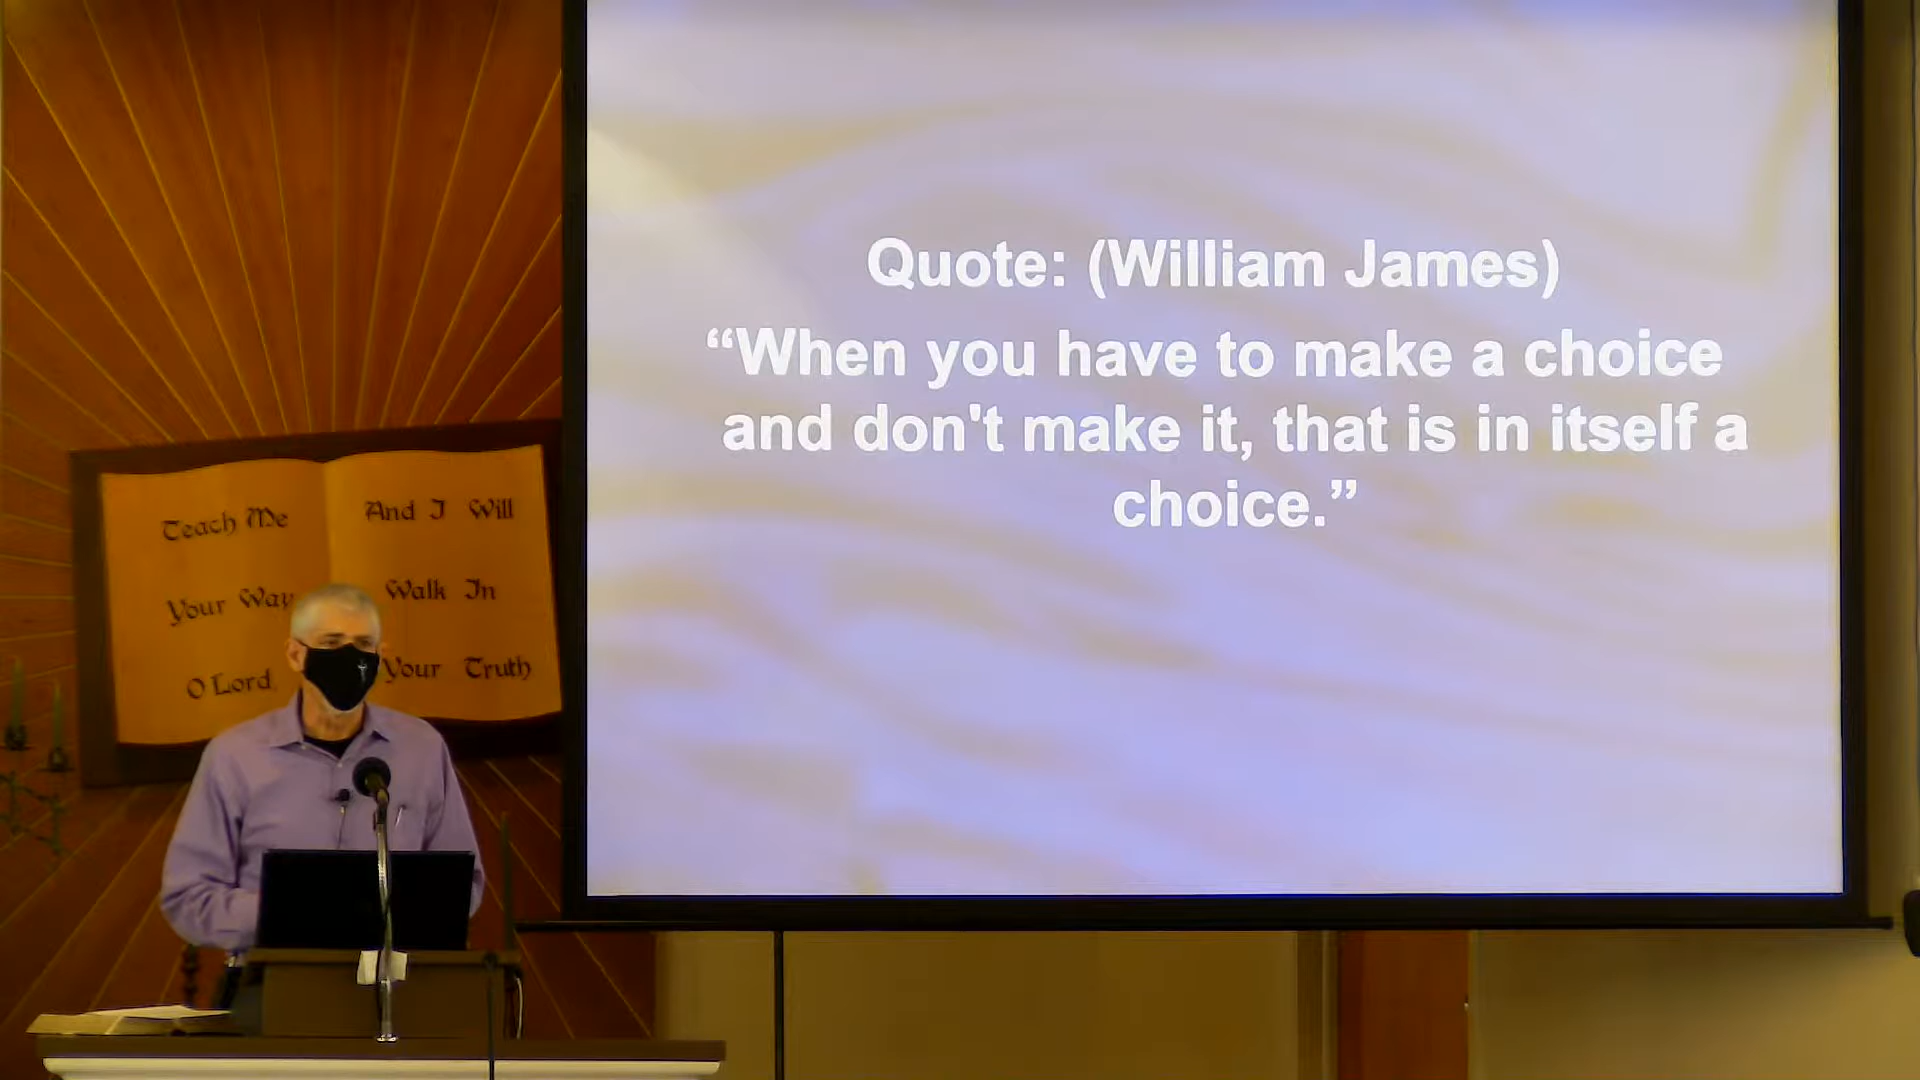 Quote: (William James)
“When you have to make a choice
and don't make it, that is in itself a
choice.”
Teach Me
Your Way
O Lord,
And I Will
Walk In
Your Truth